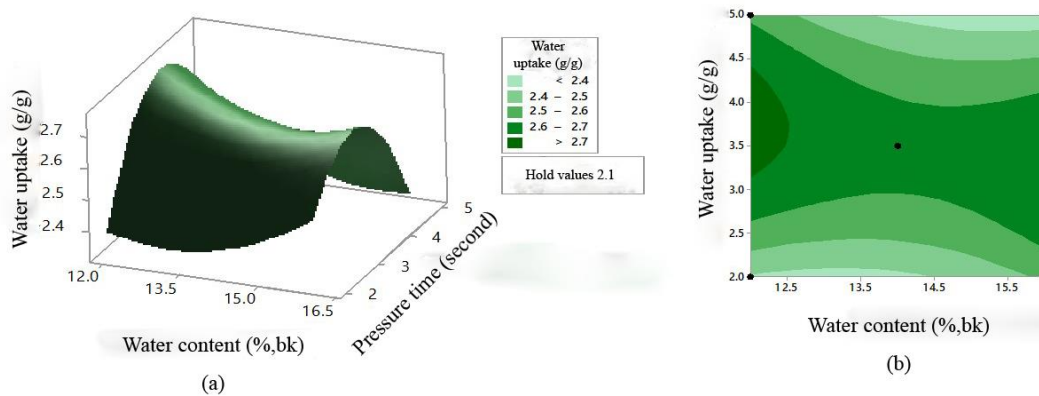 Water uptake (g/g)
2.7
2.6
2.5
2.4
12.0
13.5
15.0
16.5
Water content (%,bk)
2
3
4
5
Pressure time (second)
(a)
Water
uptake (g/g)
< 2.4
2.4 – 2.5
2.5 – 2.6
2.6 – 2.7
> 2.7
Hold values 2.1
Water uptake (g/g)
5.0
4.5
4.0
3.5
3.0
2.5
2.0
12.5
13.5
14.5
15.5
Water content (%,bk)
(b)